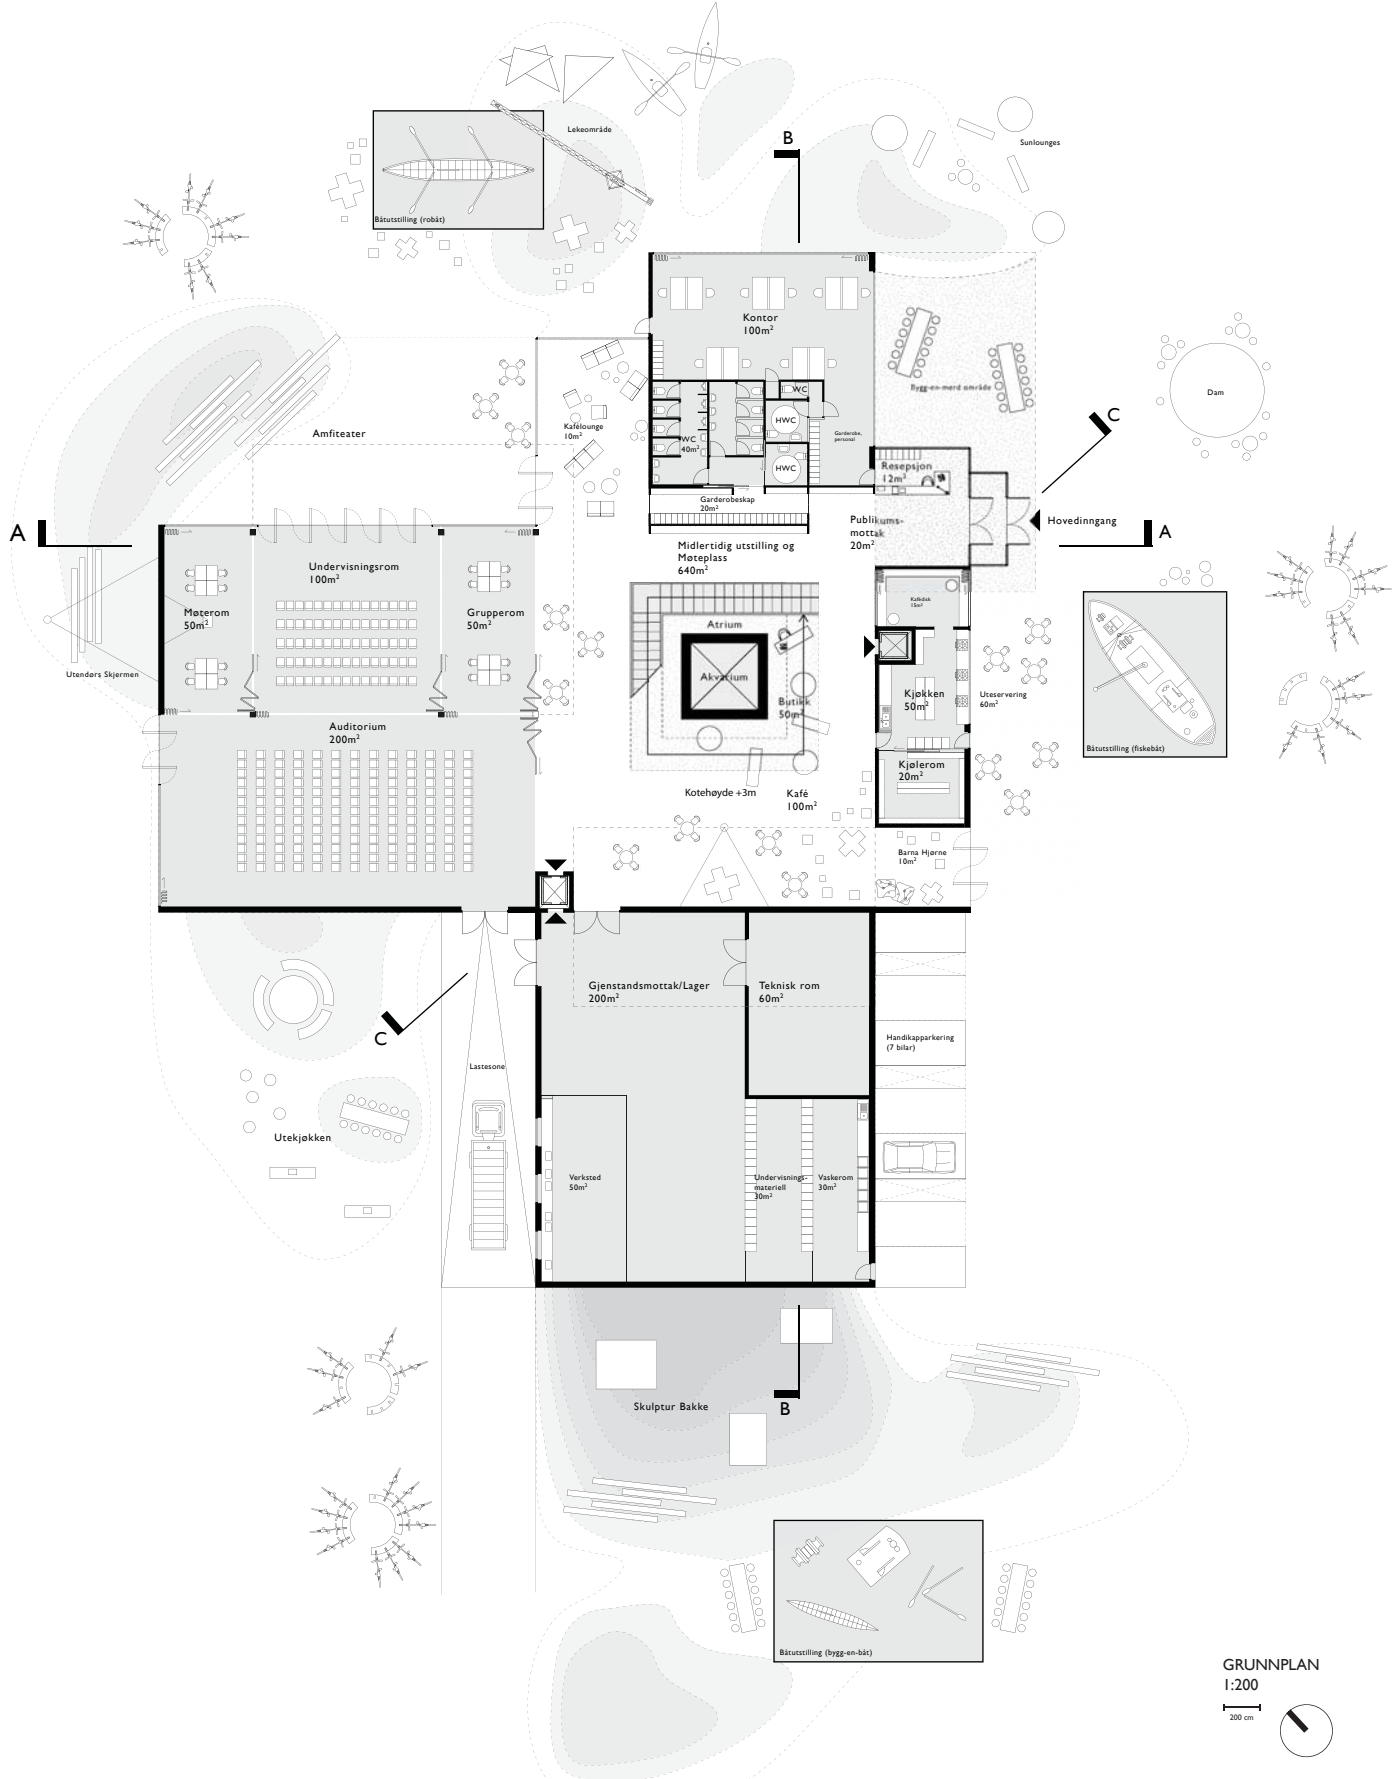 B
Lekeområde
Sunlounges
Båtutstilling (robåt)
Kontor
100m²
Bygg-en-merd område
Dam
WC
C
Kafélounge
10m²
Amfiteater
HWC
WC
40m²
Garderobe,
personal
HWC
Resepsjon
12m²
Garderobeskap
20m²
A
Publikums-
mottak
20m²
Hovedinngang
A
Midlertidig utstilling og
Møteplass
640m²
Undervisningsrom
100m²
Møterom
50m²
Grupperom
50m²
Kafédisk
15m²
Atrium
Akvarium
Utendørs Skjermen
Butikk
50m²
Kjøkken
50m²
Uteservering
60m²
Auditorium
200m²
Båtutstilling (fiskebåt)
Kjølerom
20m²
Kotehøyde +3m
Kafé
100m²
Barna Hjørne
10m²
Gjenstandsmottak/Lager
200m²
Teknisk rom
60m²
C
Handikapparkering
(7 bilar)
Lastesone
Utekjøkken
Verksted
50m²
Undervisnings-
materiell
30m²
Vaskerom
30m²
Skulptur Bakke
B
Båtutstilling (bygg-en-båt)
GRUNNPLAN
1:200
200 cm